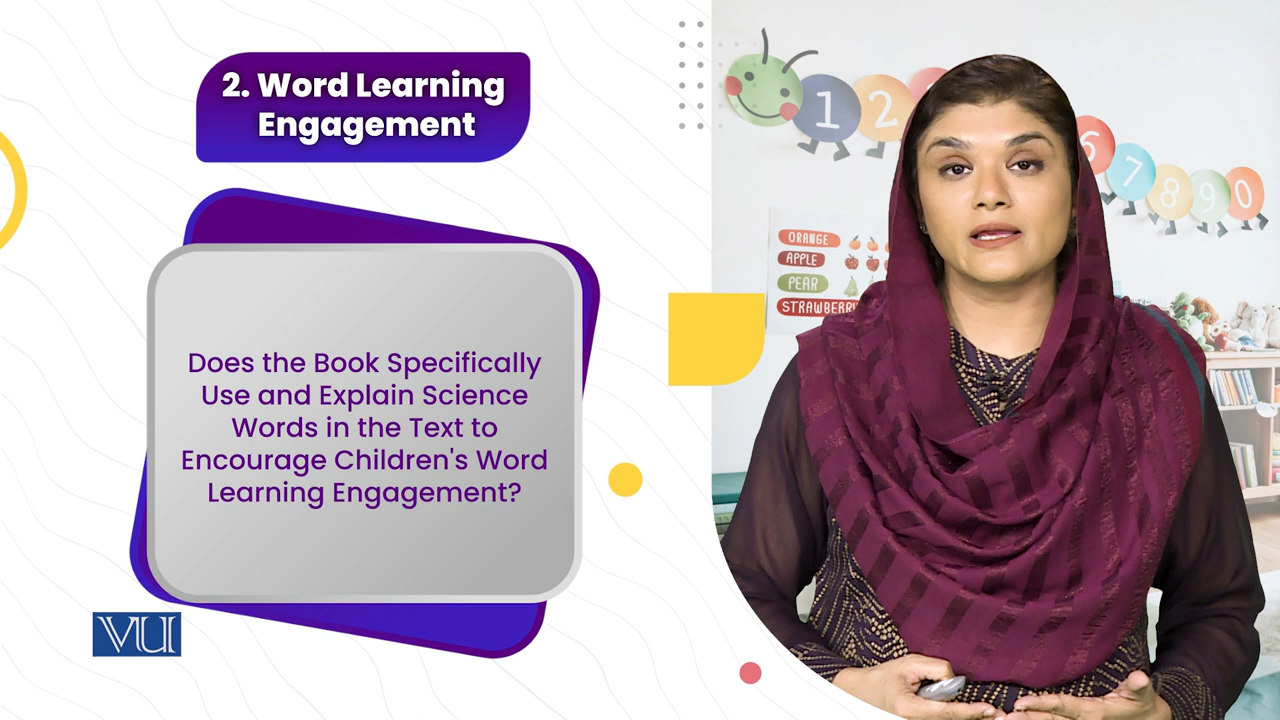 2. Word Learning
Engagement
Does the Book Specifically
Use and Explain Science
Words in the Text to
Encourage Children's Word
Learning Engagement?
VU
1 2
6 7 8 9 0
ORANGE
APPLE
PEAR